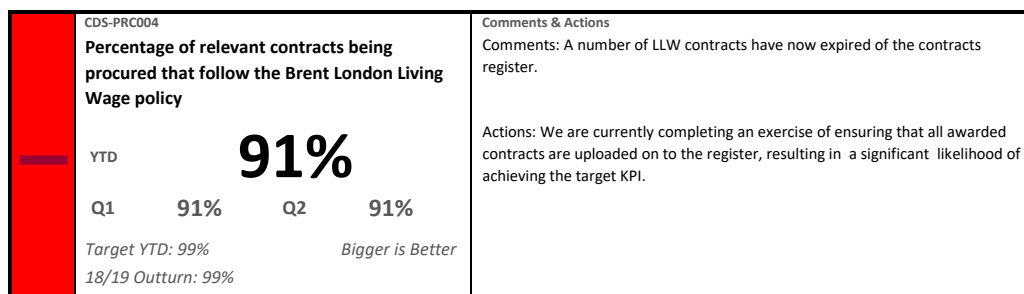 CDS-PRC004
Percentage of relevant contracts being
procured that follow the Brent London Living
Wage policy
YTD 91%
Q1 91% Q2 91%
Target YTD: 99% Bigger is Better
18/19 Outturn: 99%
Comments & Actions
Comments: A number of LLW contracts have now expired of the contracts
register.
Actions: We are currently completing an exercise of ensuring that all awarded
contracts are uploaded on to the register, resulting in a significant likelihood of
achieving the target KPI.